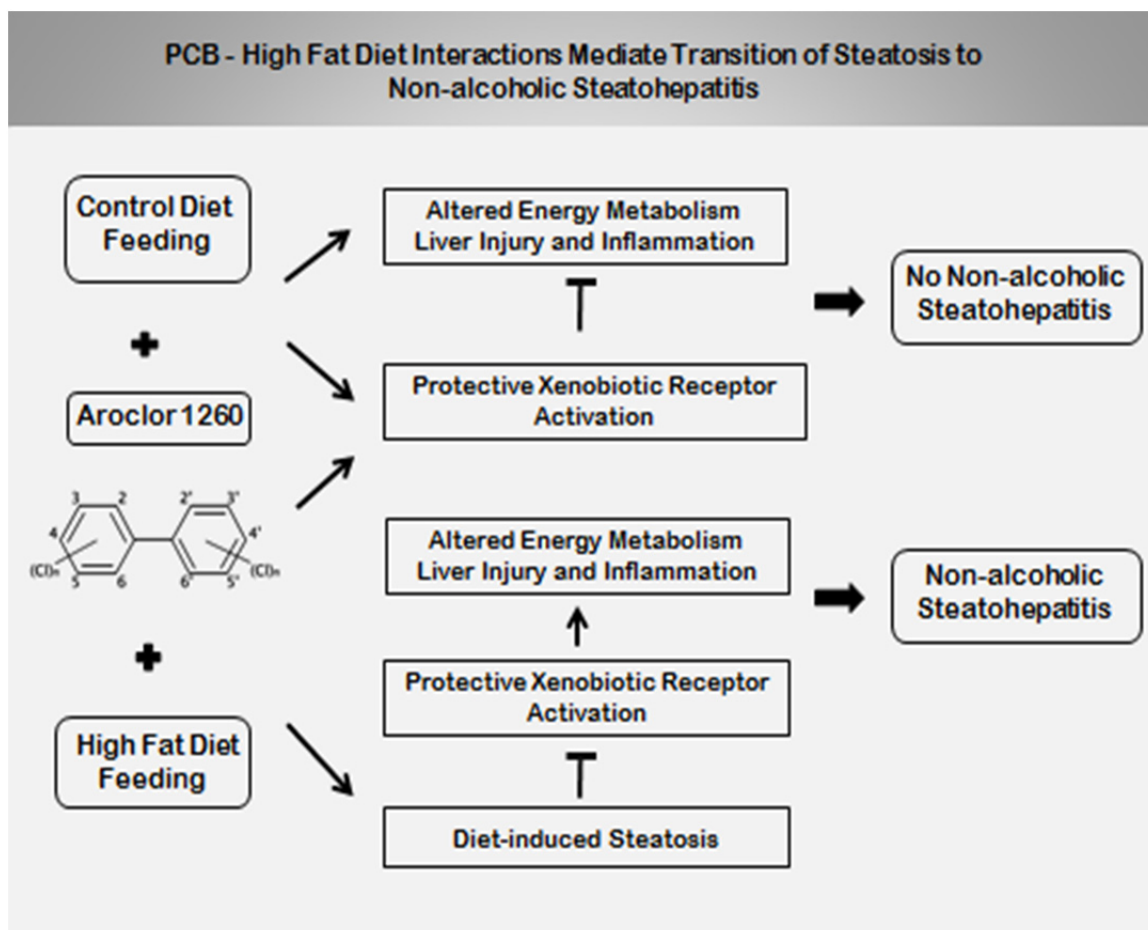 PCB - High Fat Diet Interactions Mediate Transition of Steatosis to
Non-alcoholic Steatohepatitis
Control Diet
Feeding
Aroclor 1260
3 2 2' 3'
4 4'
(Cl)n (Cl)n
5 6 6' 5'
High Fat Diet
Feeding
Altered Energy Metabolism
Liver Injury and Inflammation
Protective Xenobiotic Receptor
Activation
Altered Energy Metabolism
Liver Injury and Inflammation
Protective Xenobiotic Receptor
Activation
Diet-induced Steatosis
No Non-alcoholic
Steatohepatitis
Non-alcoholic
Steatohepatitis